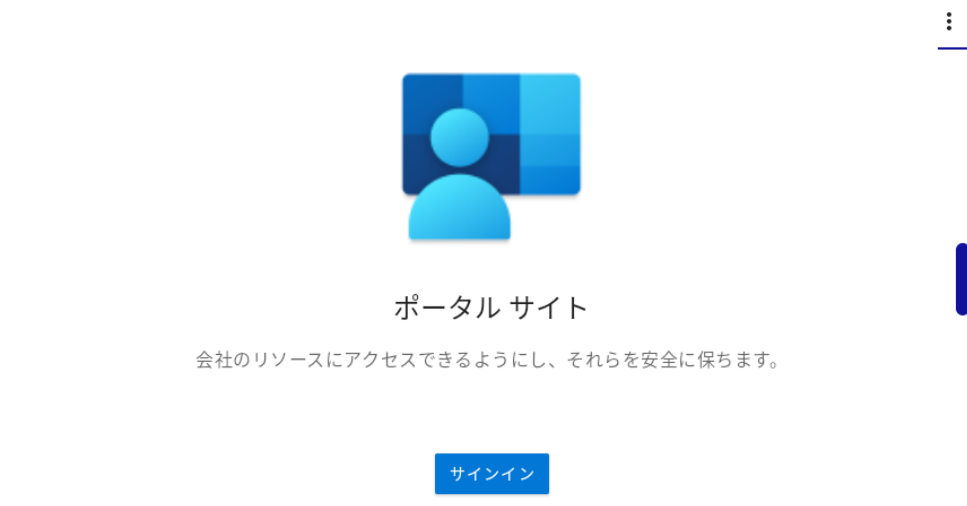 ポータル サイト
会社のリソースにアクセスできるようにし、それらを安全に保ちます。
サインイン